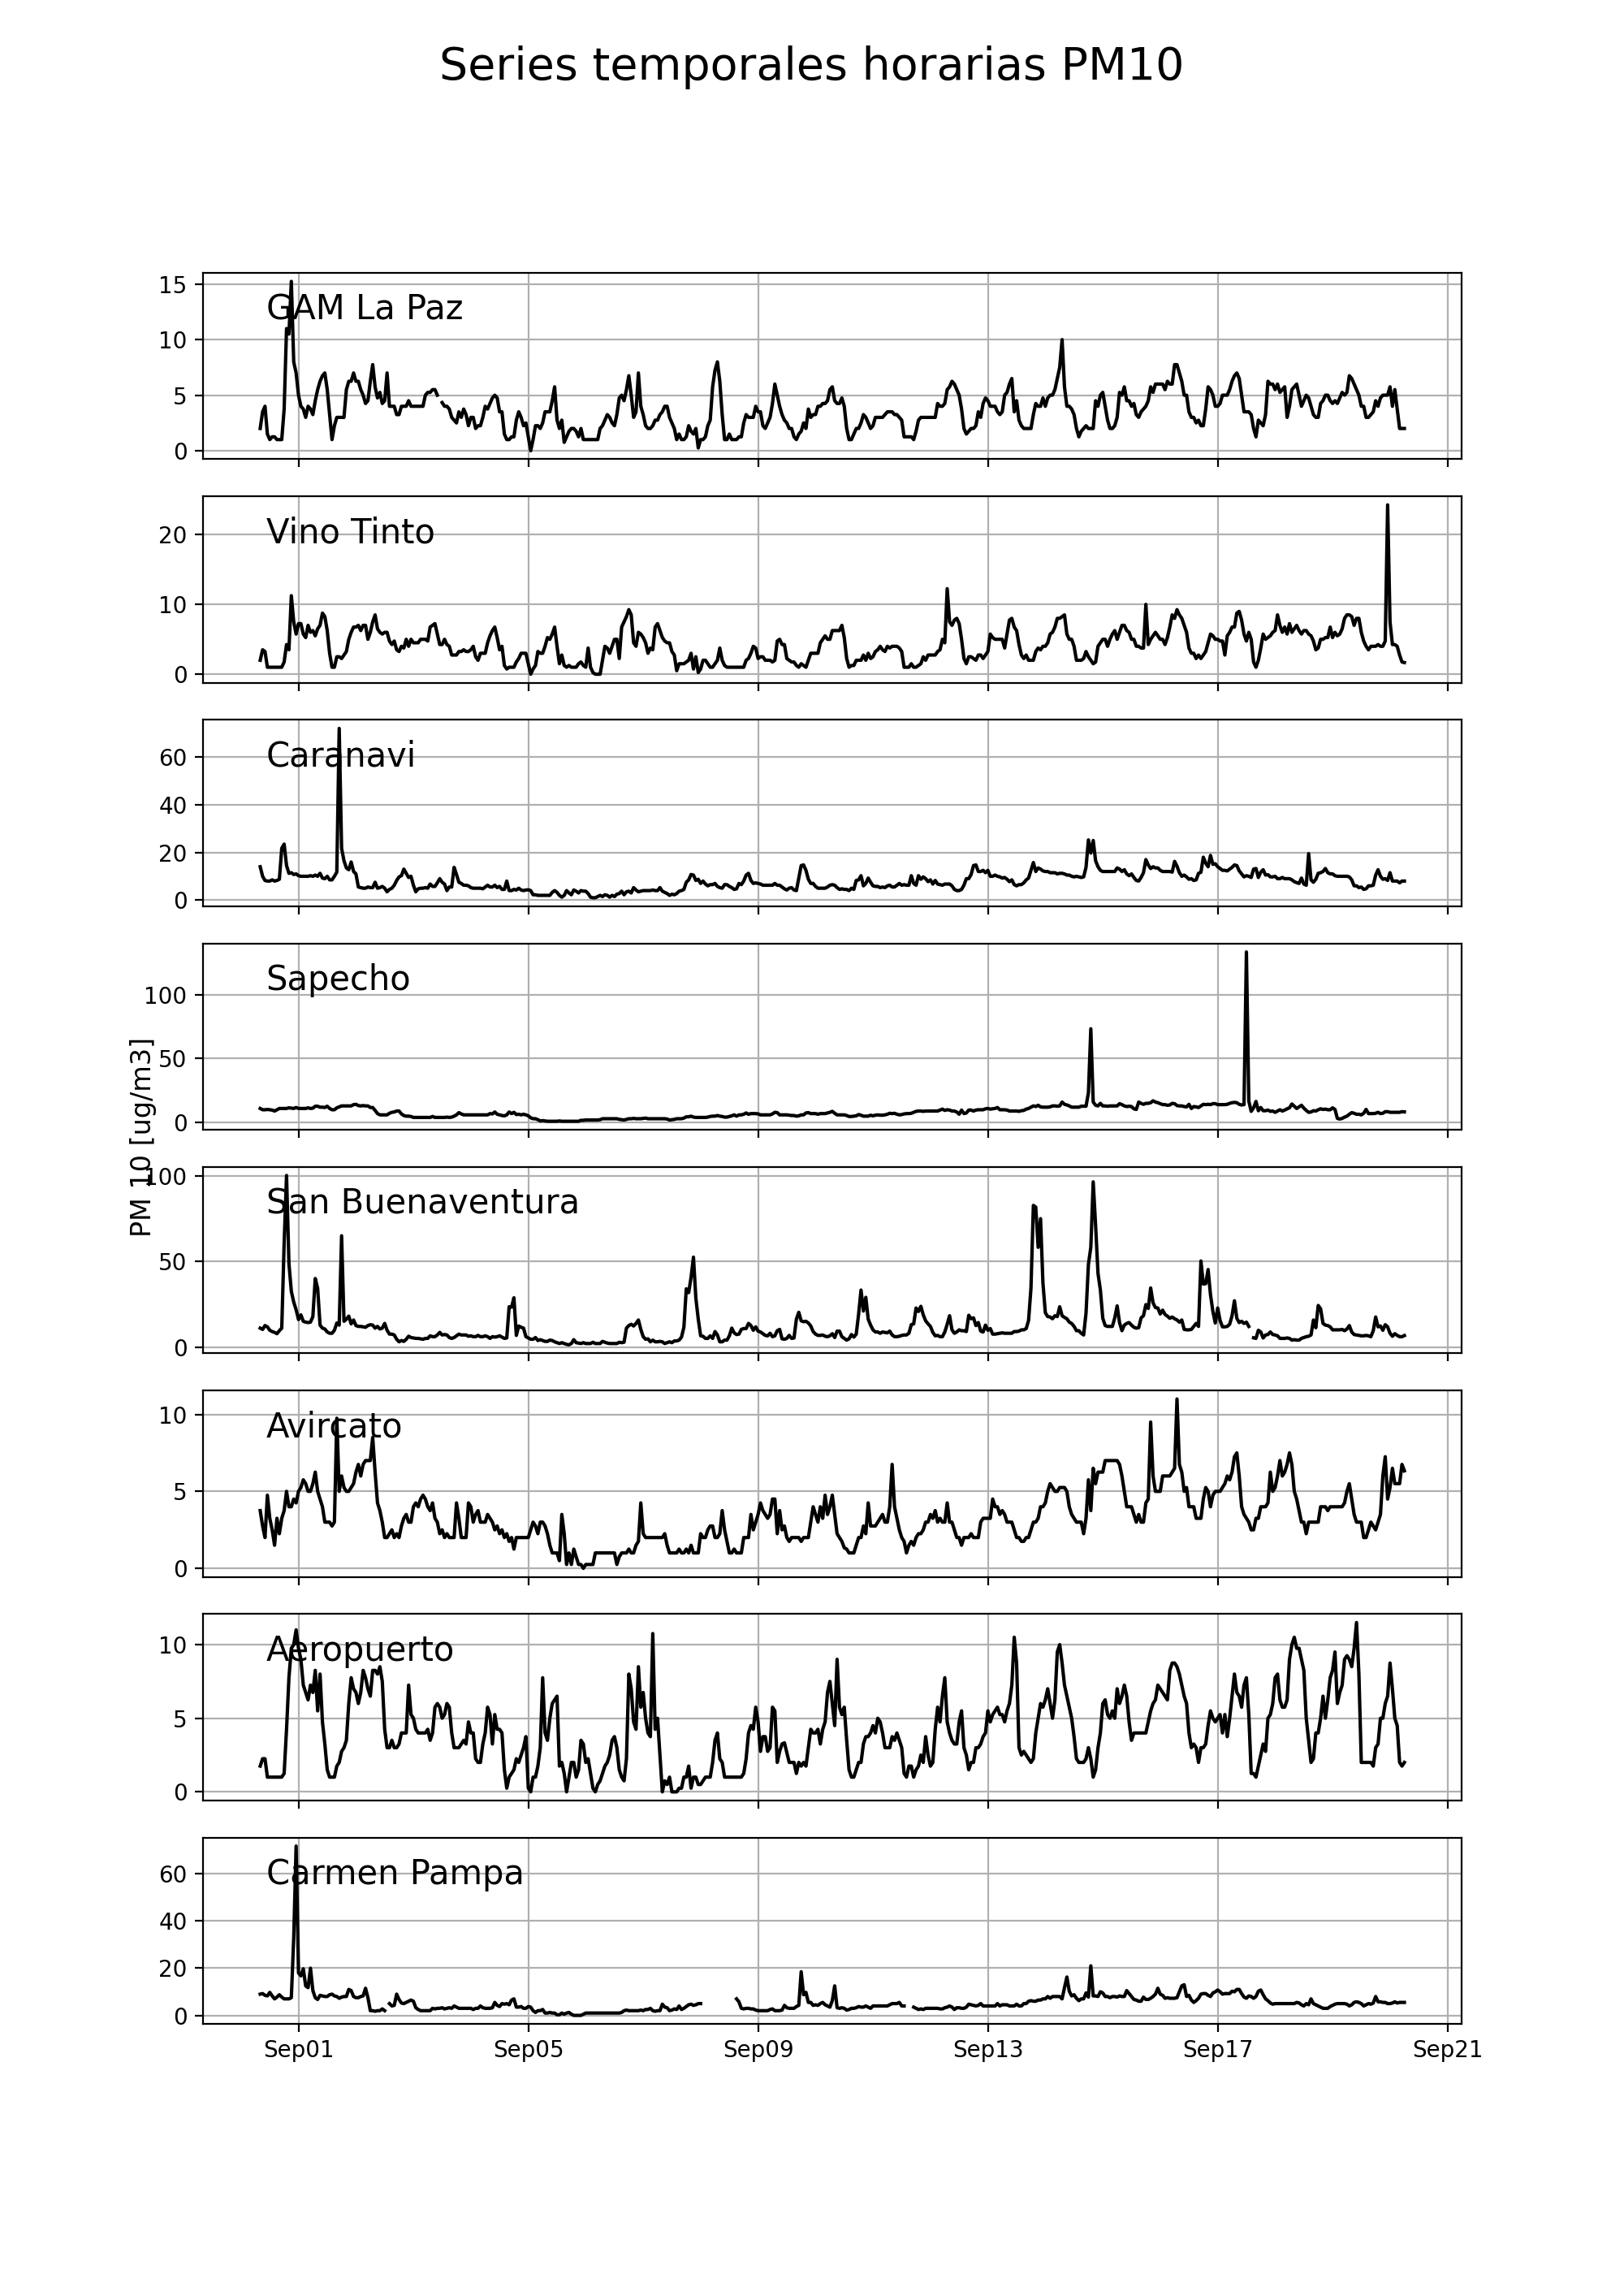 Series temporales horarias PM10
GAM La Paz
15
10
5
0
Vino Tinto
20
10
0
Caranavi
60
40
20
0
Sapecho
100
50
0
PM 10 [ug/m3]
San Buenaventura
100
50
0
Avircato
10
5
0
Aeropuerto
10
5
0
Carmen Pampa
60
40
20
0
Sep01 Sep05 Sep09 Sep13 Sep17 Sep21